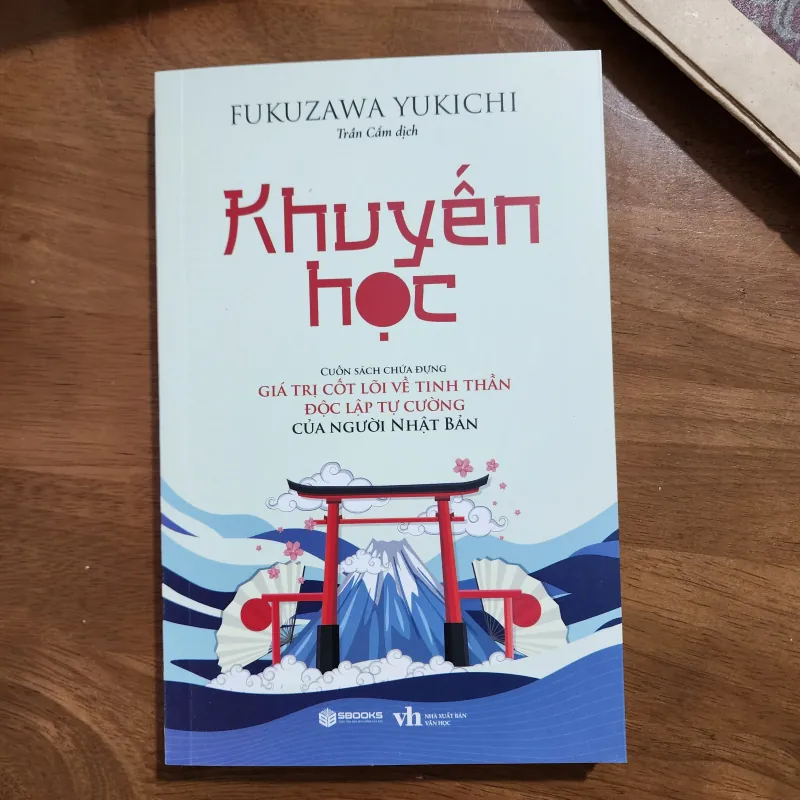 FUKUZAWA YUKICHI
Trần Cầm dịch
Khuyến
học
CUỐN SÁCH CHỨA ĐỰNG
GIÁ TRỊ CỐT LÕI VỀ TINH THẦN
ĐỘC LẬP TỰ CƯỜNG
CỦA NGƯỜI NHẬT BẢN
SBOOKS
vh NHÀ XUẤT BẢN
VĂN HỌC